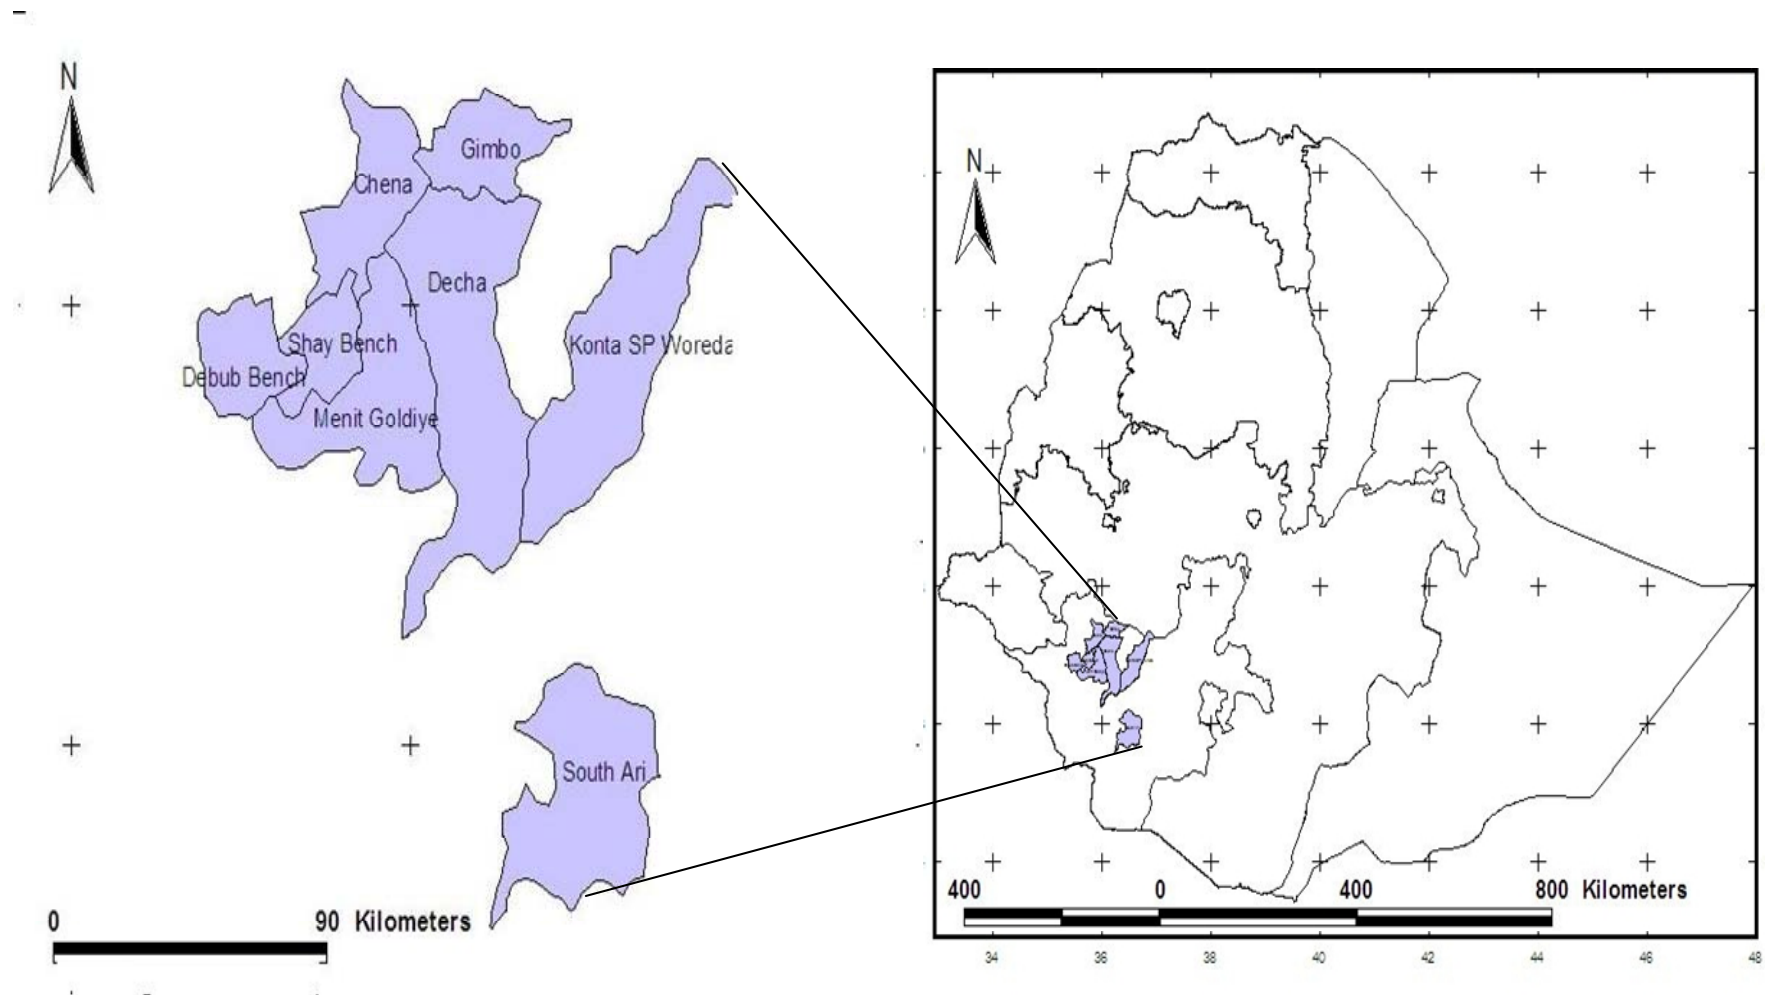 N
Gimbo
Chena
Decha
Konta SP Woreda
Shay Bench
Debub Bench
Menit Goldiye
South Ari
0 90 Kilometers
N
400 0 400 800 Kilometers
34 36 38 40 42 44 46 48